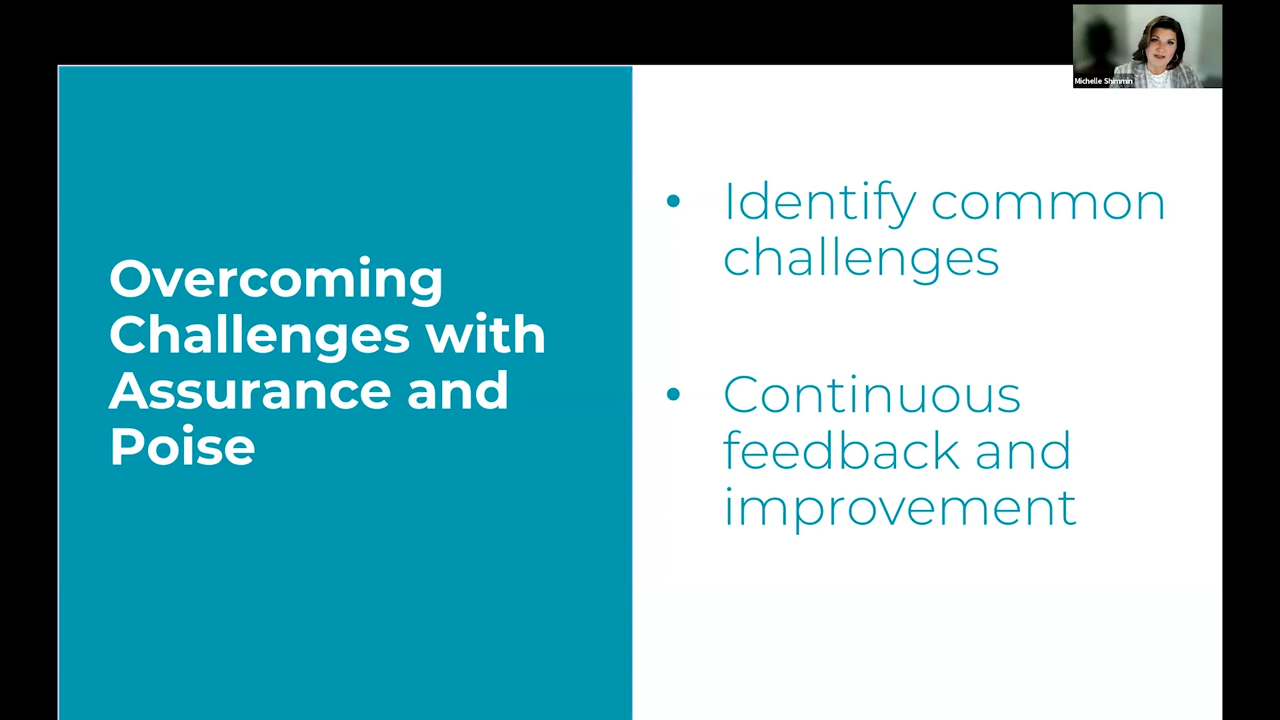 Michelle Shimmin
Overcoming
Challenges with
Assurance and
Poise
• Identify common
challenges
• Continuous
feedback and
improvement